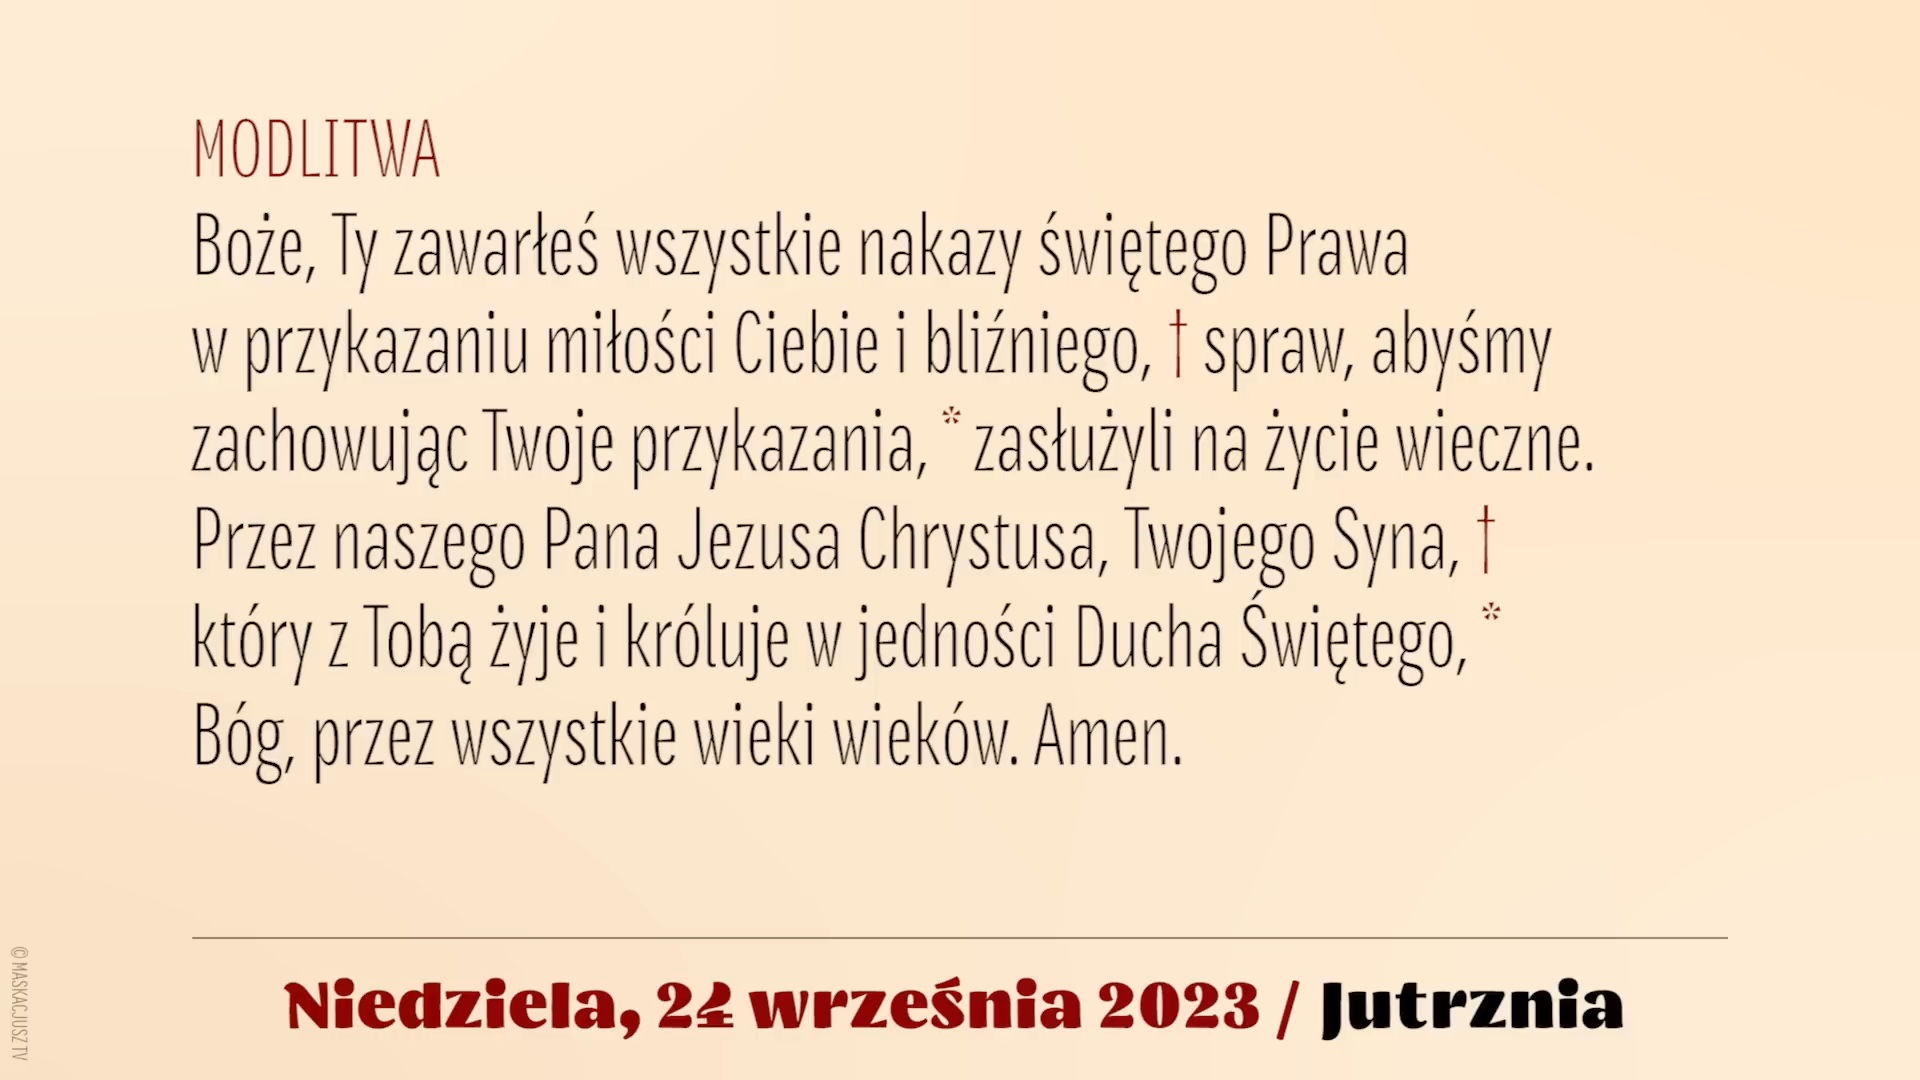 MODLITWA
Boże, Ty zawarłeś wszystkie nakazy świętego Prawa
w przykazaniu miłości Ciebie i bliźniego, † spraw, abyśmy
zachowując Twoje przykazania, * zasłużyli na życie wieczne.
Przez naszego Pana Jezusa Chrystusa, Twojego Syna, †
który z Tobą żyje i króluje w jedności Ducha Świętego, *
Bóg, przez wszystkie wieki wieków. Amen.
© MASKACJUSZ TV
Niedziela, 24 września 2023 / Jutrznia